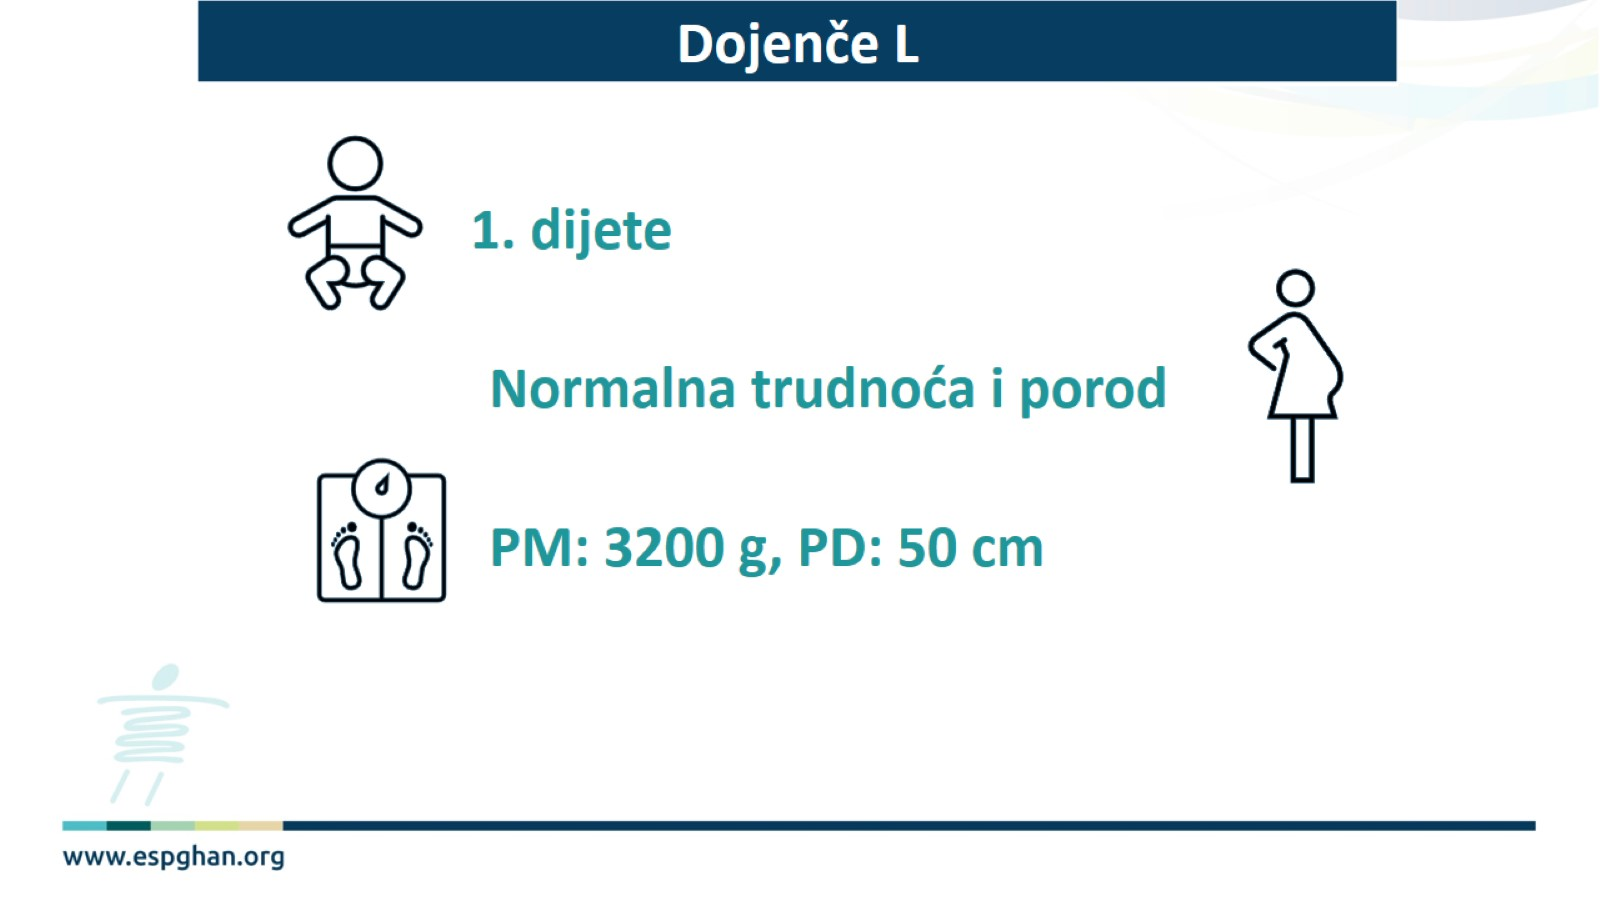 Dojenče L
1. dijete
Normalna trudnoća i porod
PM: 3200 g, PD: 50 cm
www.espghan.org